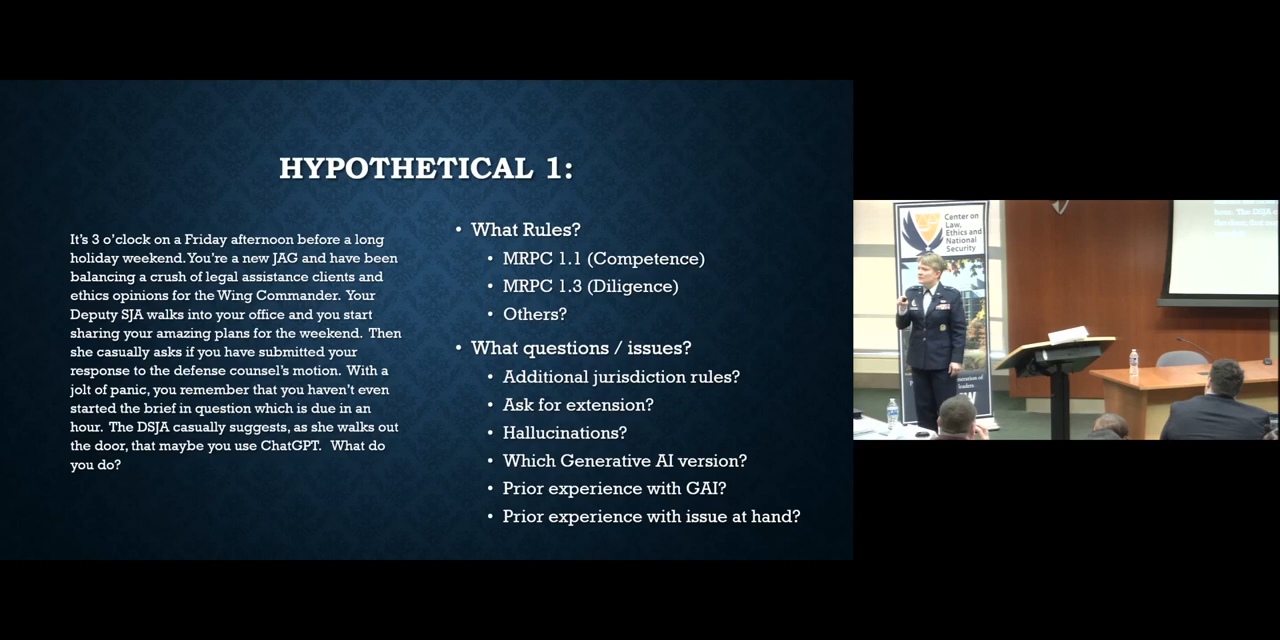 HYPOTHETICAL 1:
It's 3 o'clock on a Friday afternoon before a long
holiday weekend. You're a new JAG and have been
balancing a crush of legal assistance clients and
ethics opinions for the Wing Commander. Your
Deputy SJA walks into your office and you start
sharing your amazing plans for the weekend. Then
she casually asks if you have submitted your
response to the defense counsel's motion. With a
jolt of panic, you remember that you haven't even
started the brief in question which is due in an
hour. The DSJA casually suggests, as she walks out
the door, that maybe you use ChatGPT. What do
you do?
• What Rules?
• MRPC 1.1 (Competence)
• MRPC 1.3 (Diligence)
• Others?
• What questions / issues?
• Additional jurisdiction rules?
• Ask for extension?
• Hallucinations?
• Which Generative AI version?
• Prior experience with GAI?
• Prior experience with issue at hand?
Center on
Law,
Ethics and
National
Security